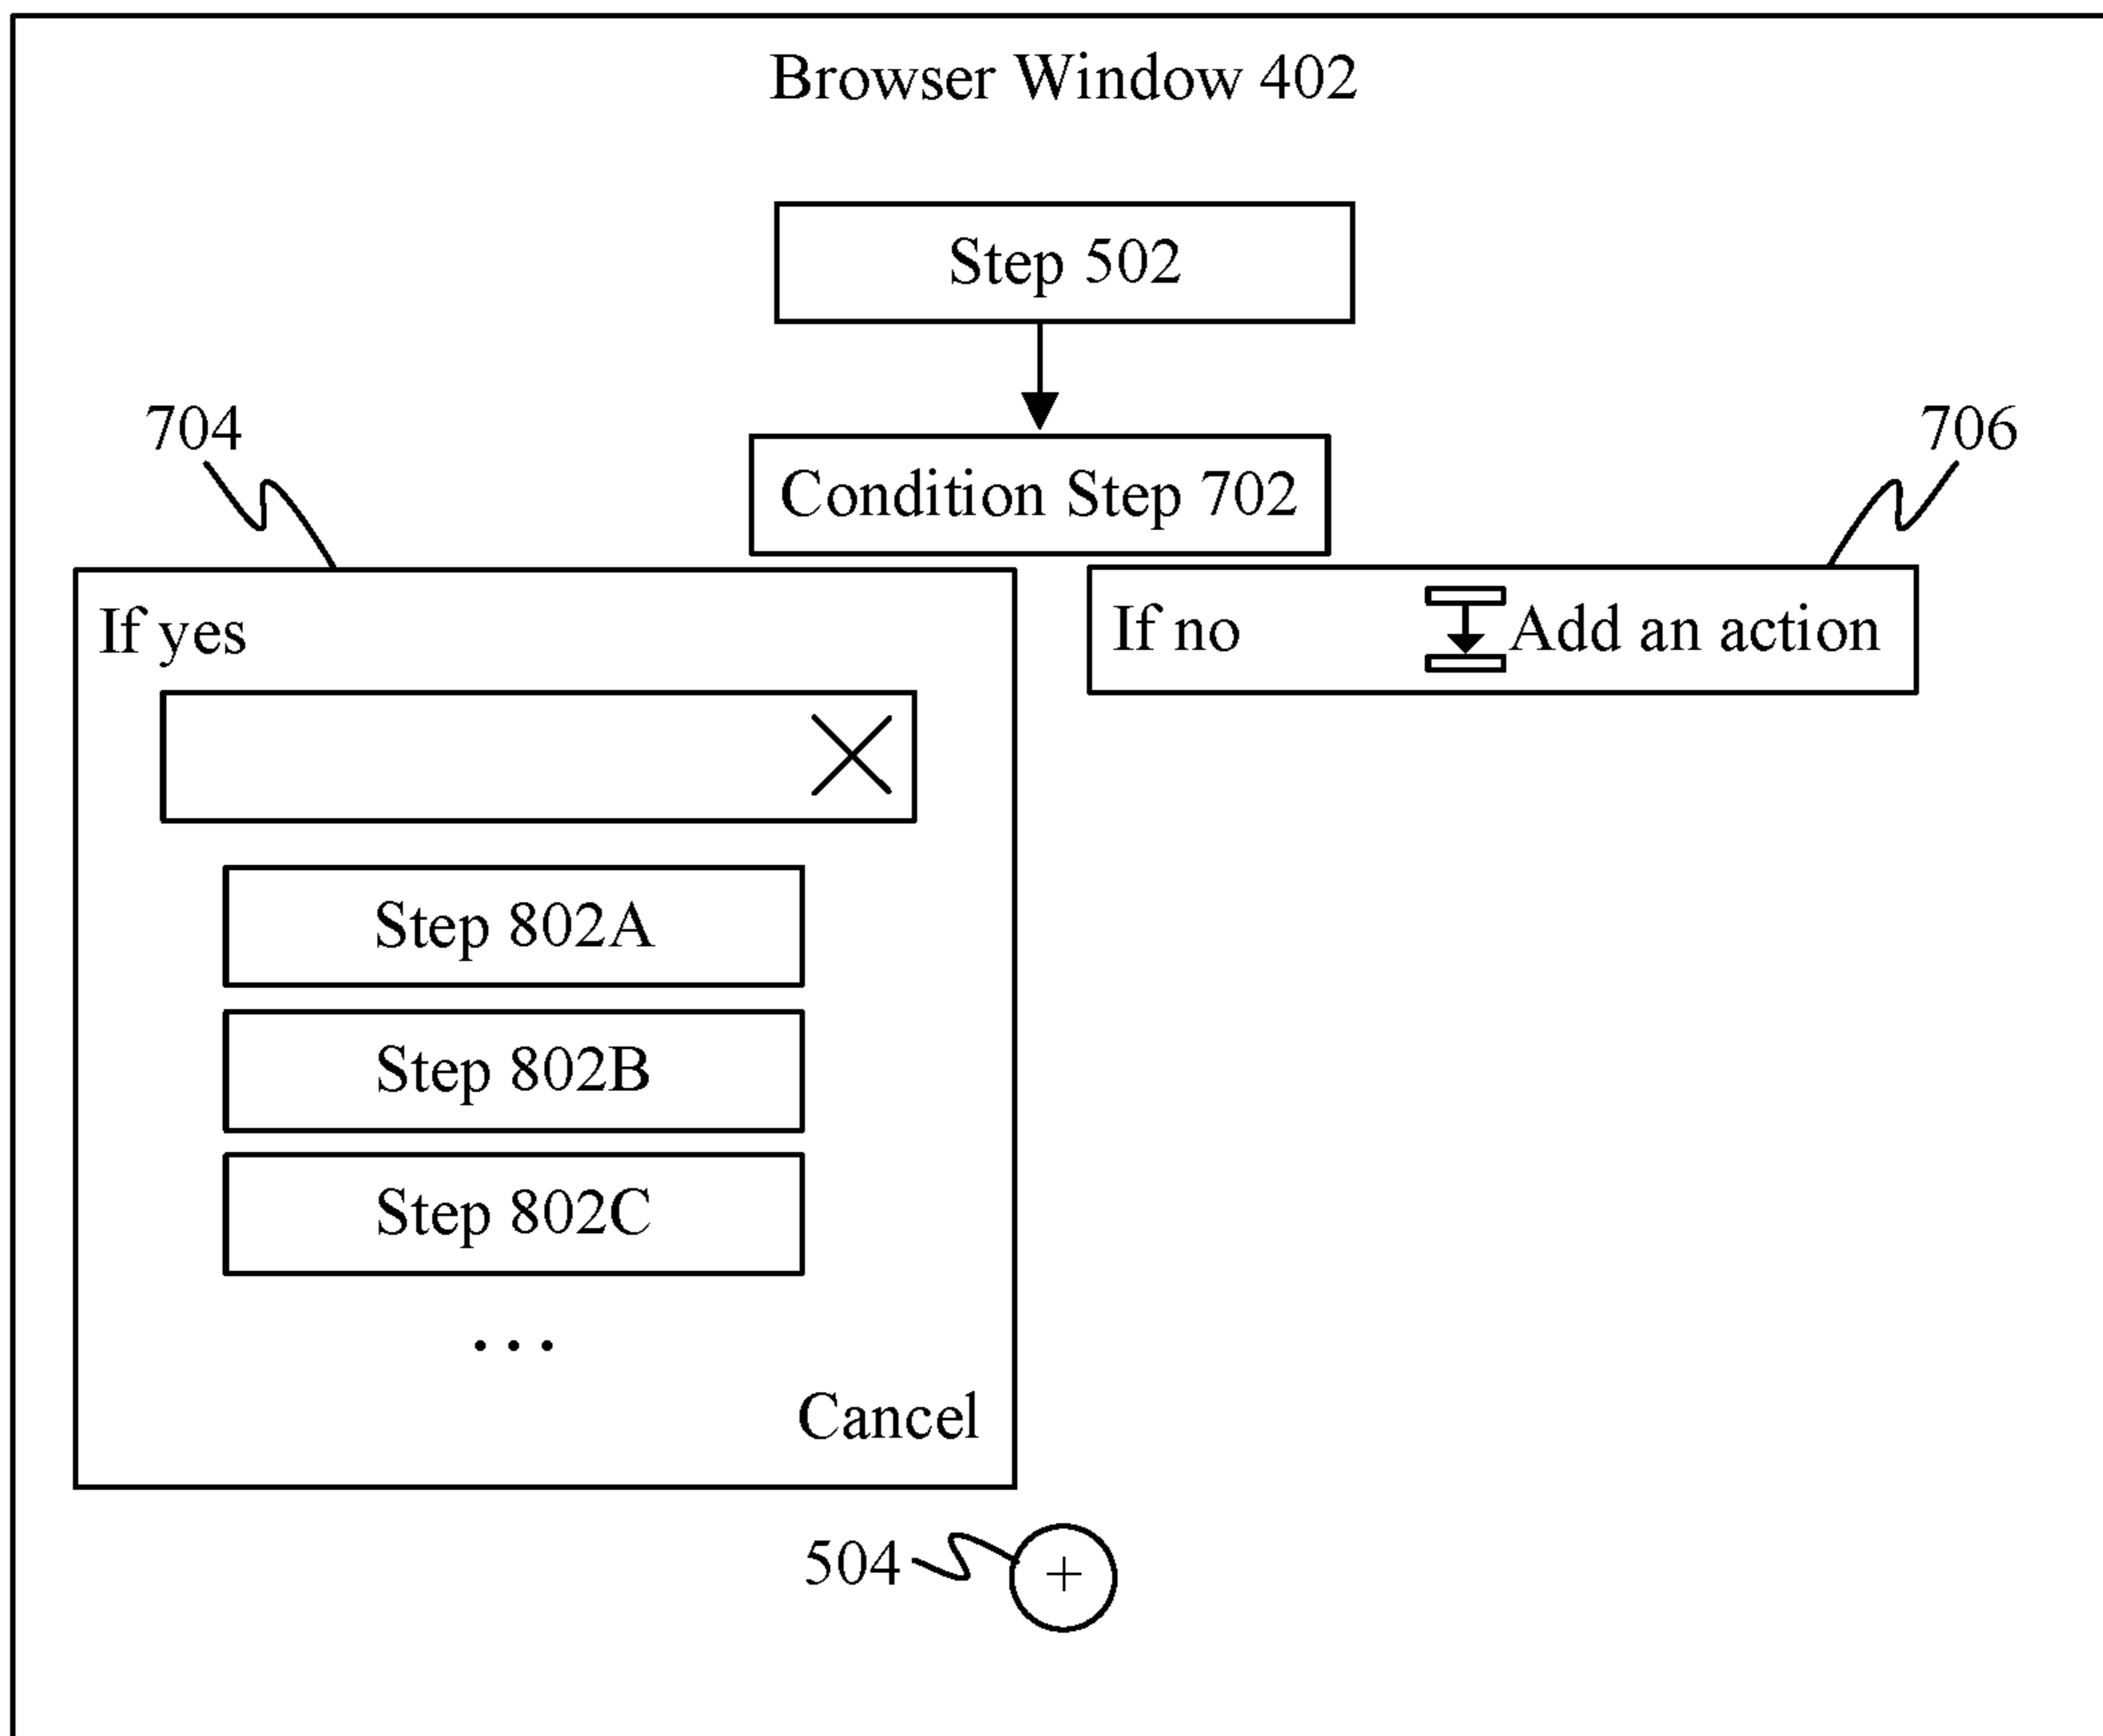 Browser Window 402
Step 502
704
706
Condition Step 702
If yes
If no Add an action
Step 802A
Step 802B
Step 802C
...
Cancel
504
+